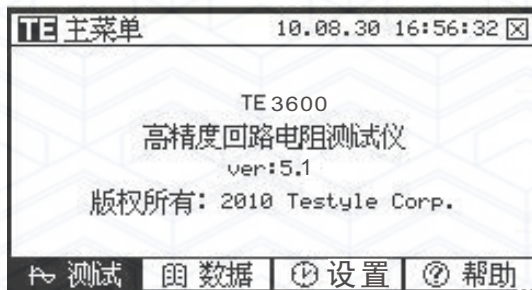 TE 主菜单 10.08.30 16:56:32
TE 3600
高精度回路电阻测试仪
ver:5.1
版权所有: 2010 Testyle Corp.
测试 数据 设置 帮助